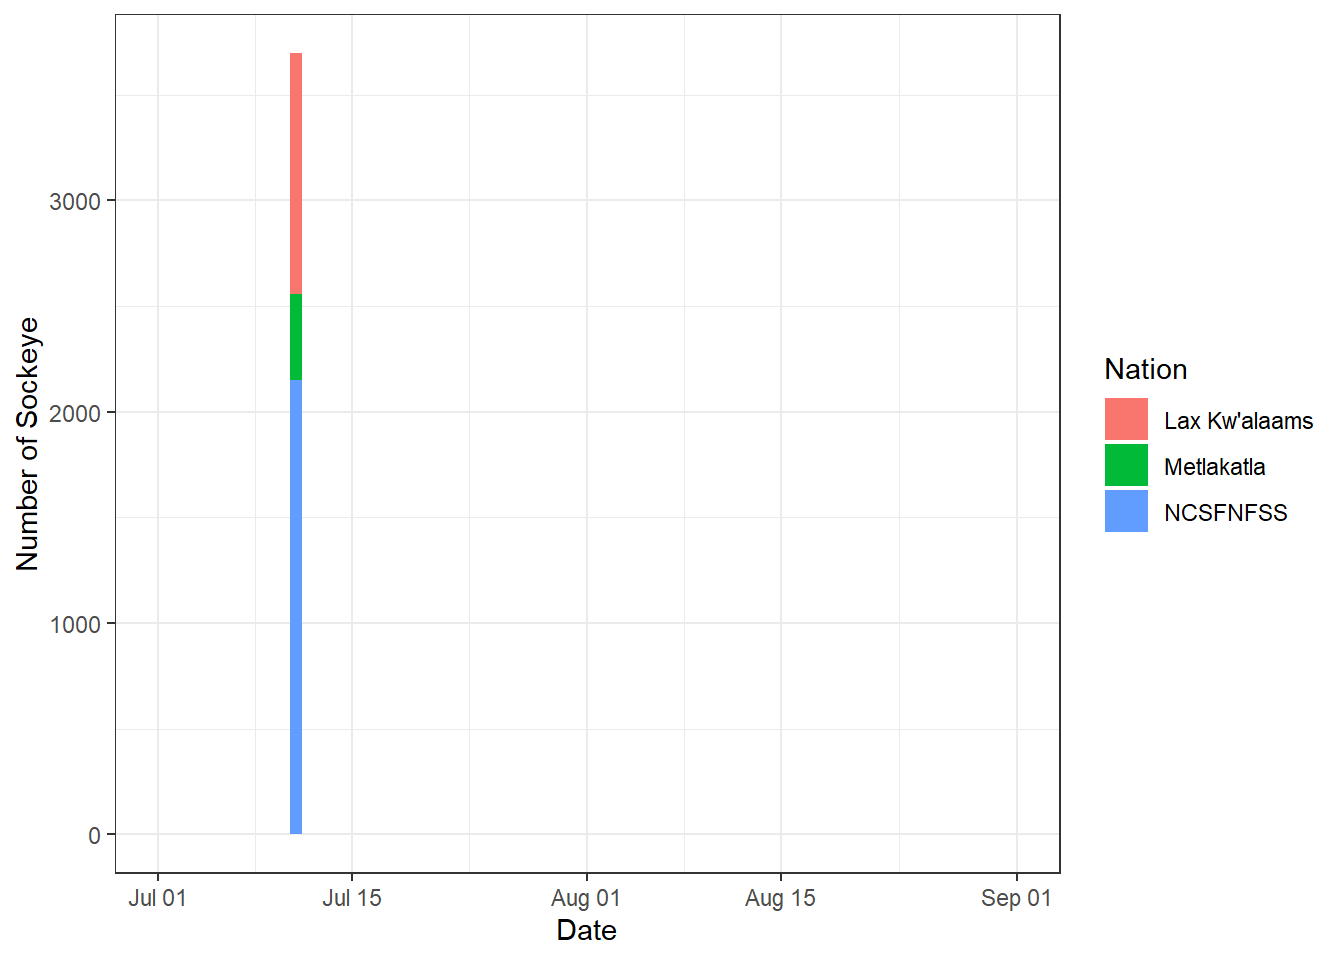 Number of Sockeye
3000
2000
1000
0
Jul 01 Jul 15 Aug 01 Aug 15 Sep 01
Date
Nation
Lax Kw'alaams
Metlakatla
NCSFNFSS